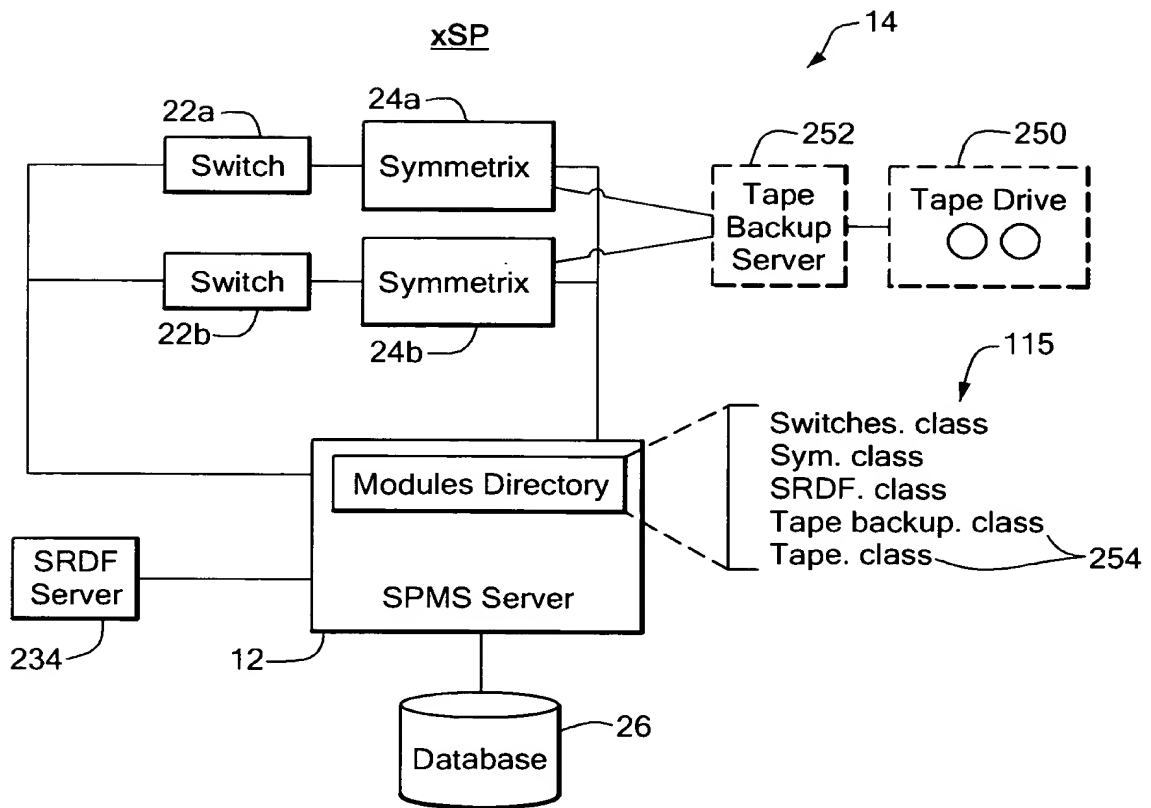 xSP
14
22a
24a
252
250
Switch
Symmetrix
Tape
Backup
Server
Tape Drive
Switch
Symmetrix
22b
24b
115
Modules Directory
Switches. class
Sym. class
SRDF. class
Tape backup. class
Tape. class
254
SRDF
Server
SPMS Server
234
12
26
Database